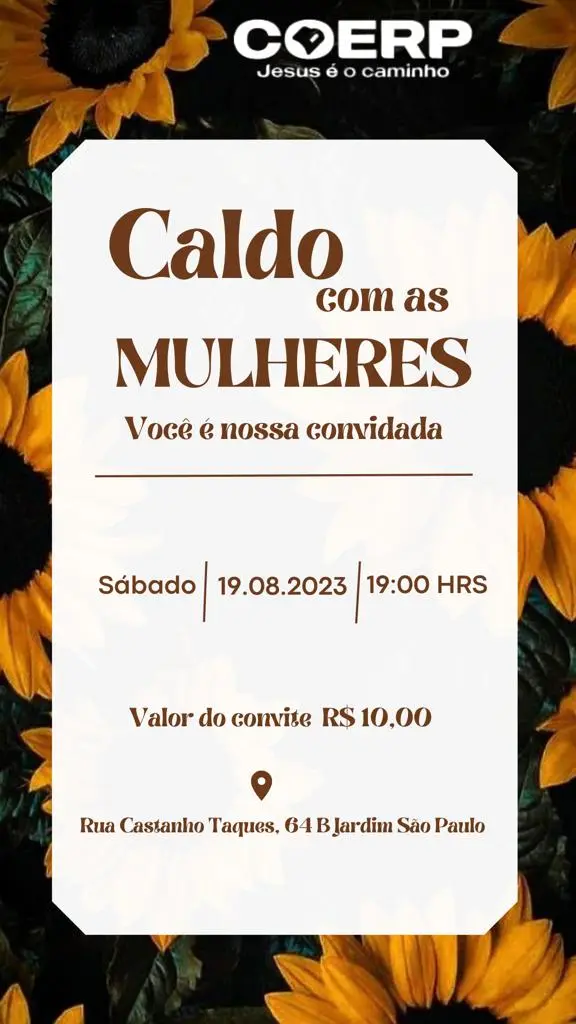 COERP
Jesus é o caminho
Caldo
com as
MULHERES
Você é nossa convidada
Sábado | 19.08.2023 | 19:00 HRS
Valor do convite R$ 10,00
Rua Castanho Taques, 64 B Jardim São Paulo